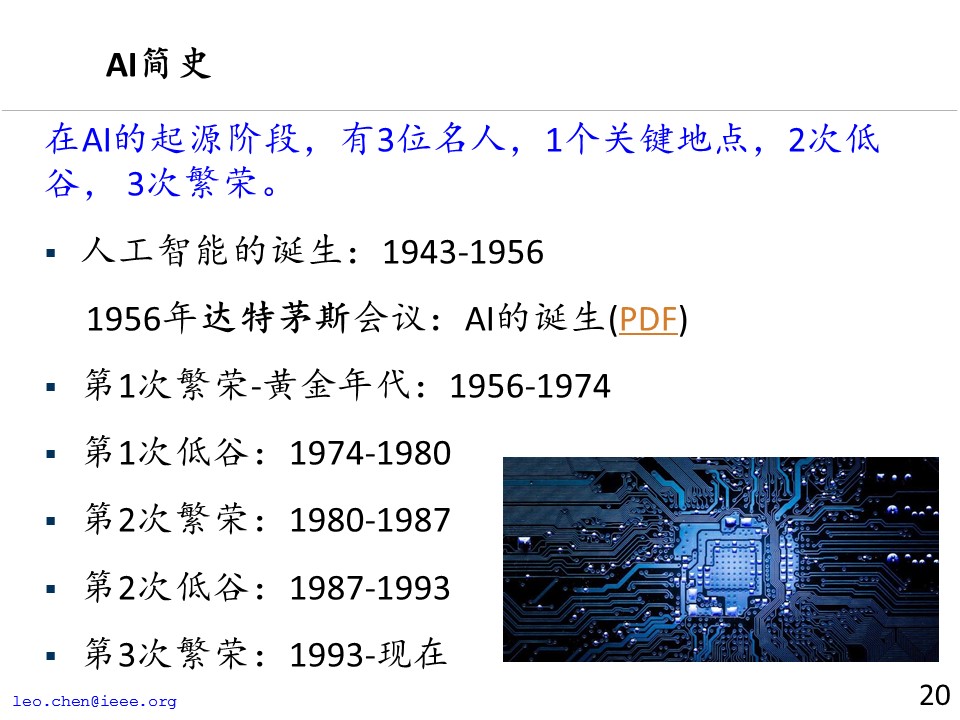 AI简史
在AI的起源阶段，有3位名人，1个关键地点，2次低
谷， 3次繁荣。
▪ 人工智能的诞生：1943-1956
1956年达特茅斯会议：AI的诞生(PDF)
▪ 第1次繁荣-黄金年代：1956-1974
▪ 第1次低谷：1974-1980
▪ 第2次繁荣：1980-1987
▪ 第2次低谷：1987-1993
▪ 第3次繁荣：1993-现在
leo.chen@ieee.org
20